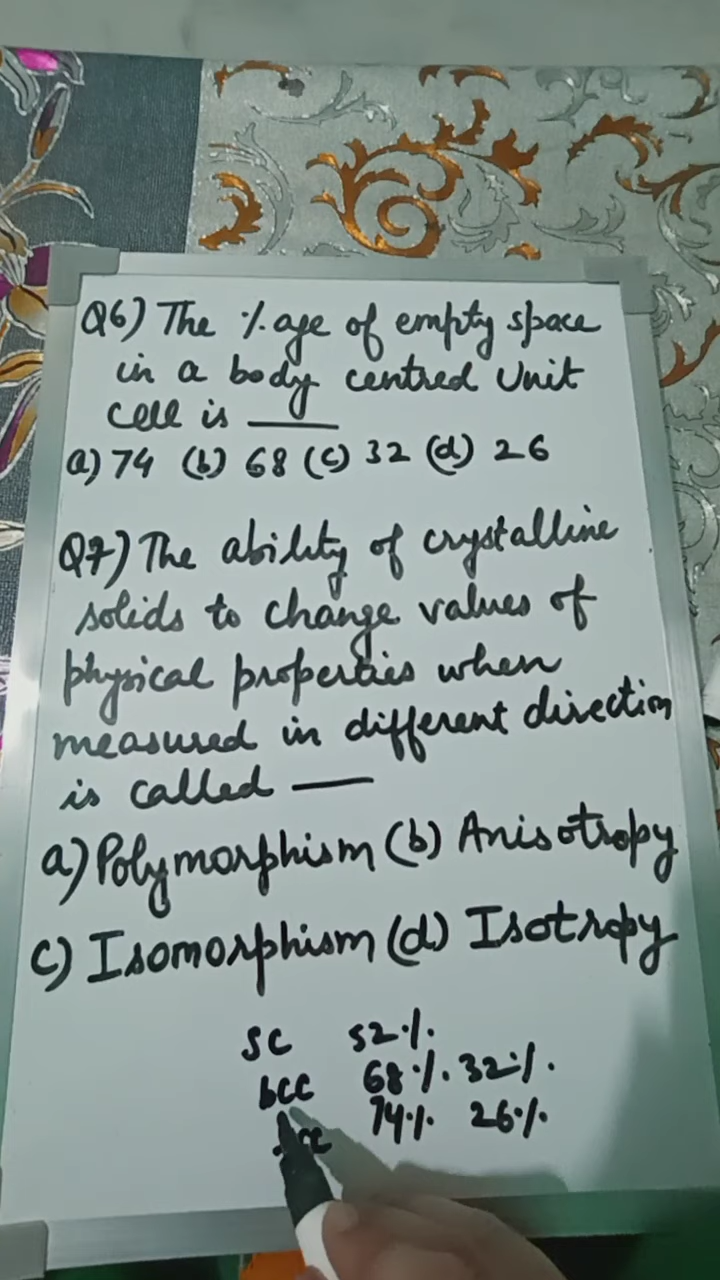 Q6) The %age of empty space
in a body centred Unit
cell is ____
a) 74 (b) 68 (c) 32 (d) 26
Q7) The ability of crystalline
solids to change values of
physical properties when
measured in different direction
is called ___
a) Polymorphism (b) Anisotropy
c) Isomorphism (d) Isotropy
SC 52%.
bcc 68%. 32%.
74% 26%